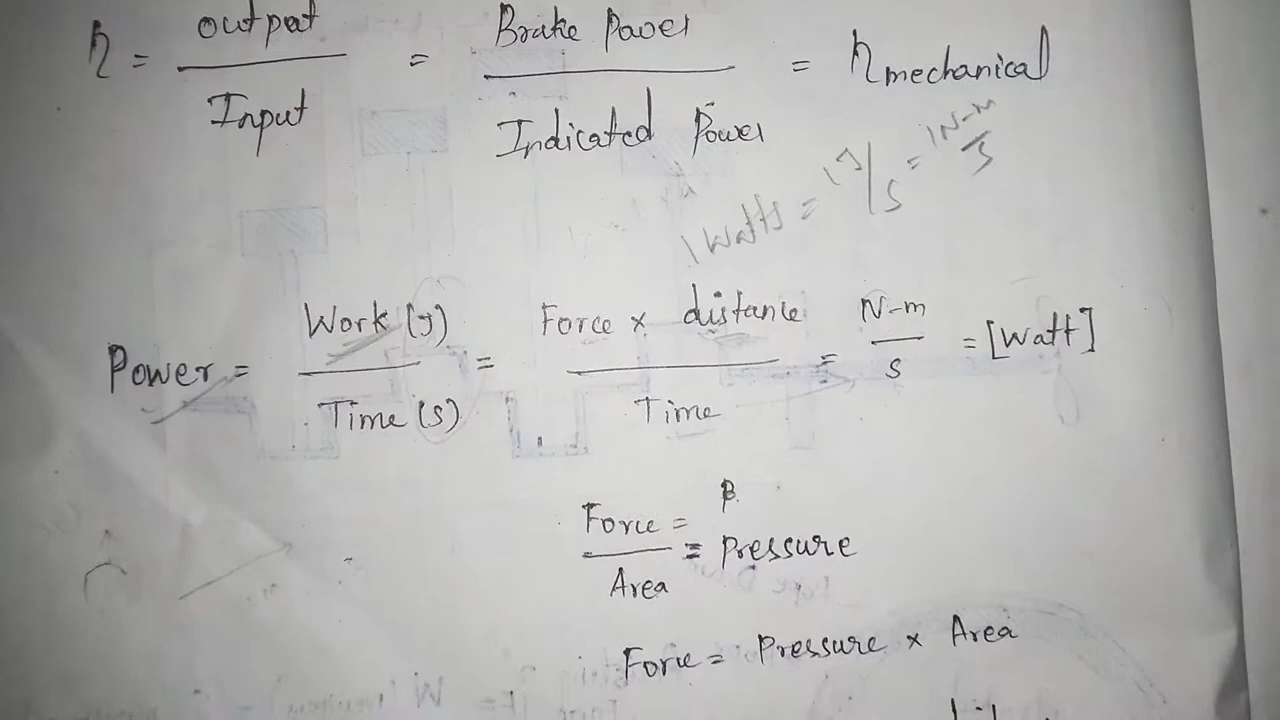 η = output / Input = Brake Power / Indicated Power = η mechanical
1 Watts = 1 J/s = 1 N-m / s
Power = Work (J) / Time (s) = Force × distance / Time = N-m / s = [Watt]
Force / Area = Pressure
Force = Pressure × Area